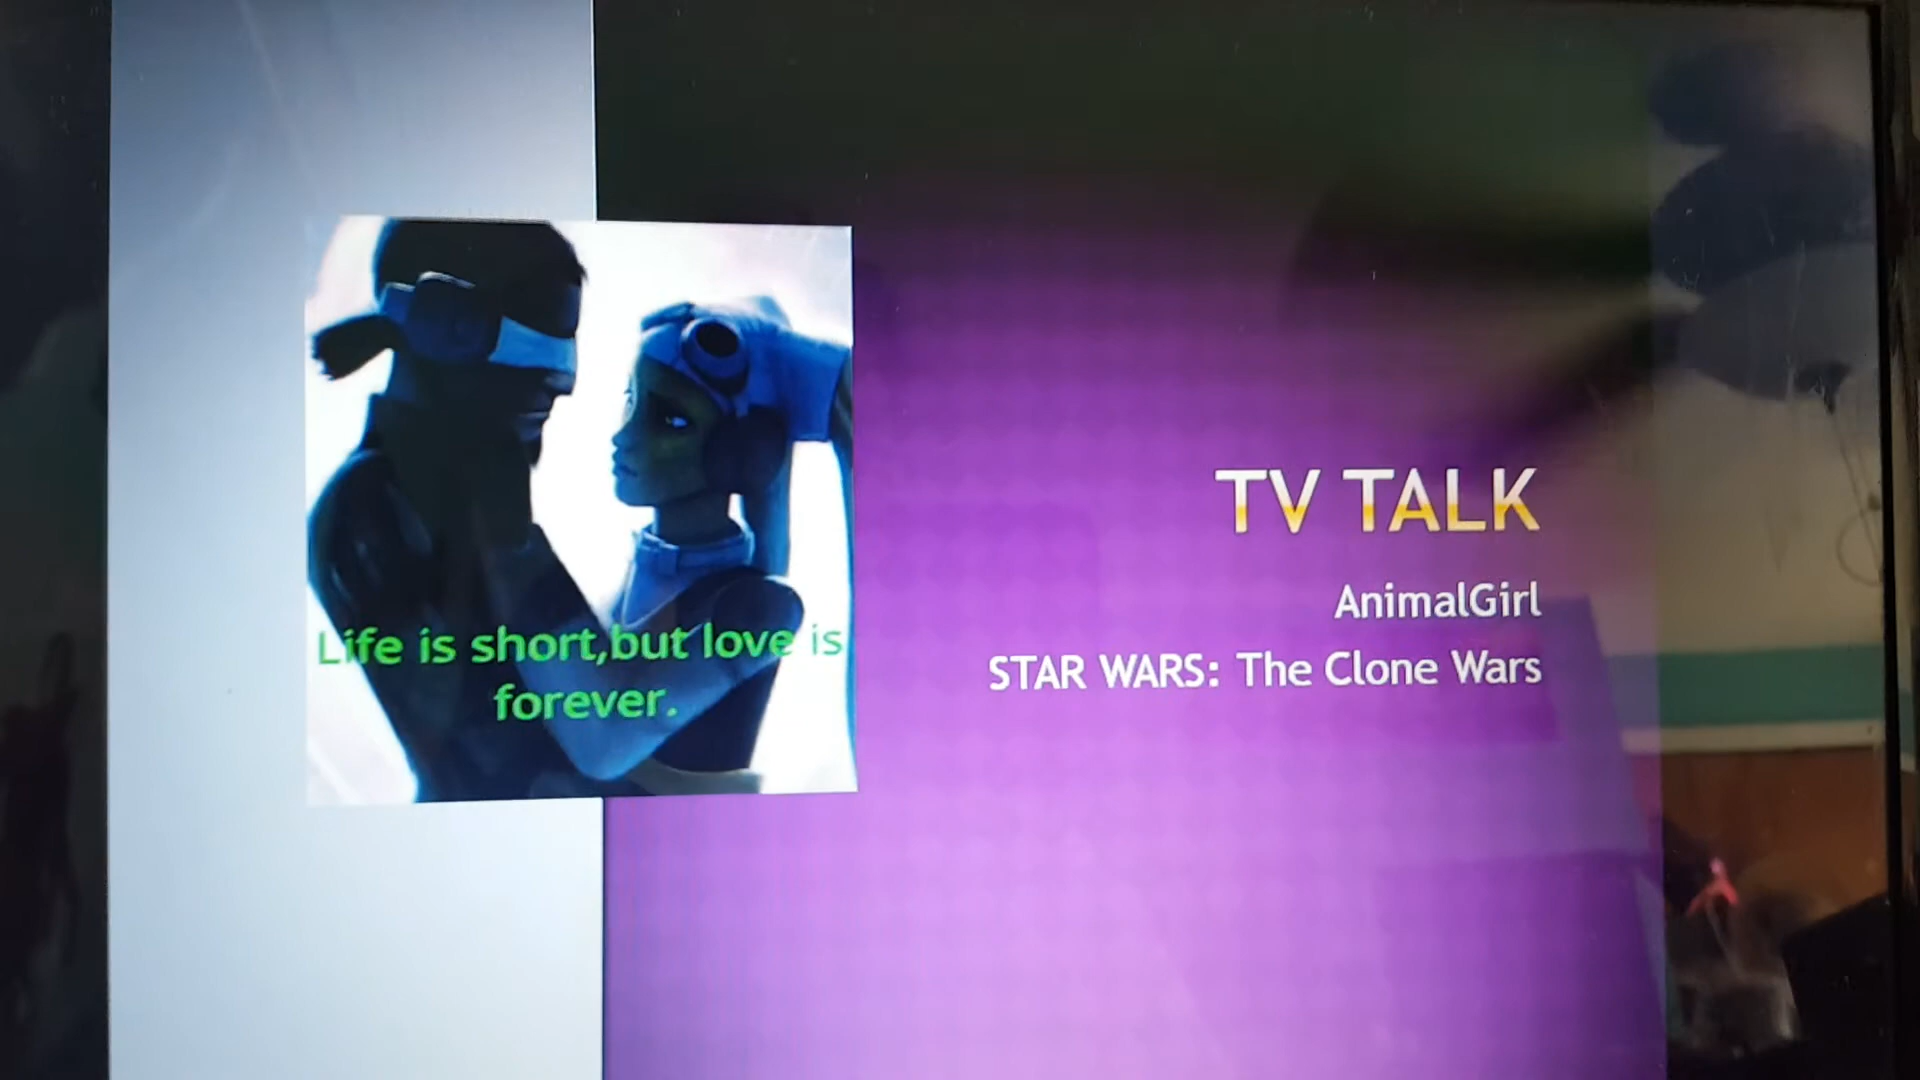 Life is short,but love is
forever.
TV TALK
AnimalGirl
STAR WARS: The Clone Wars